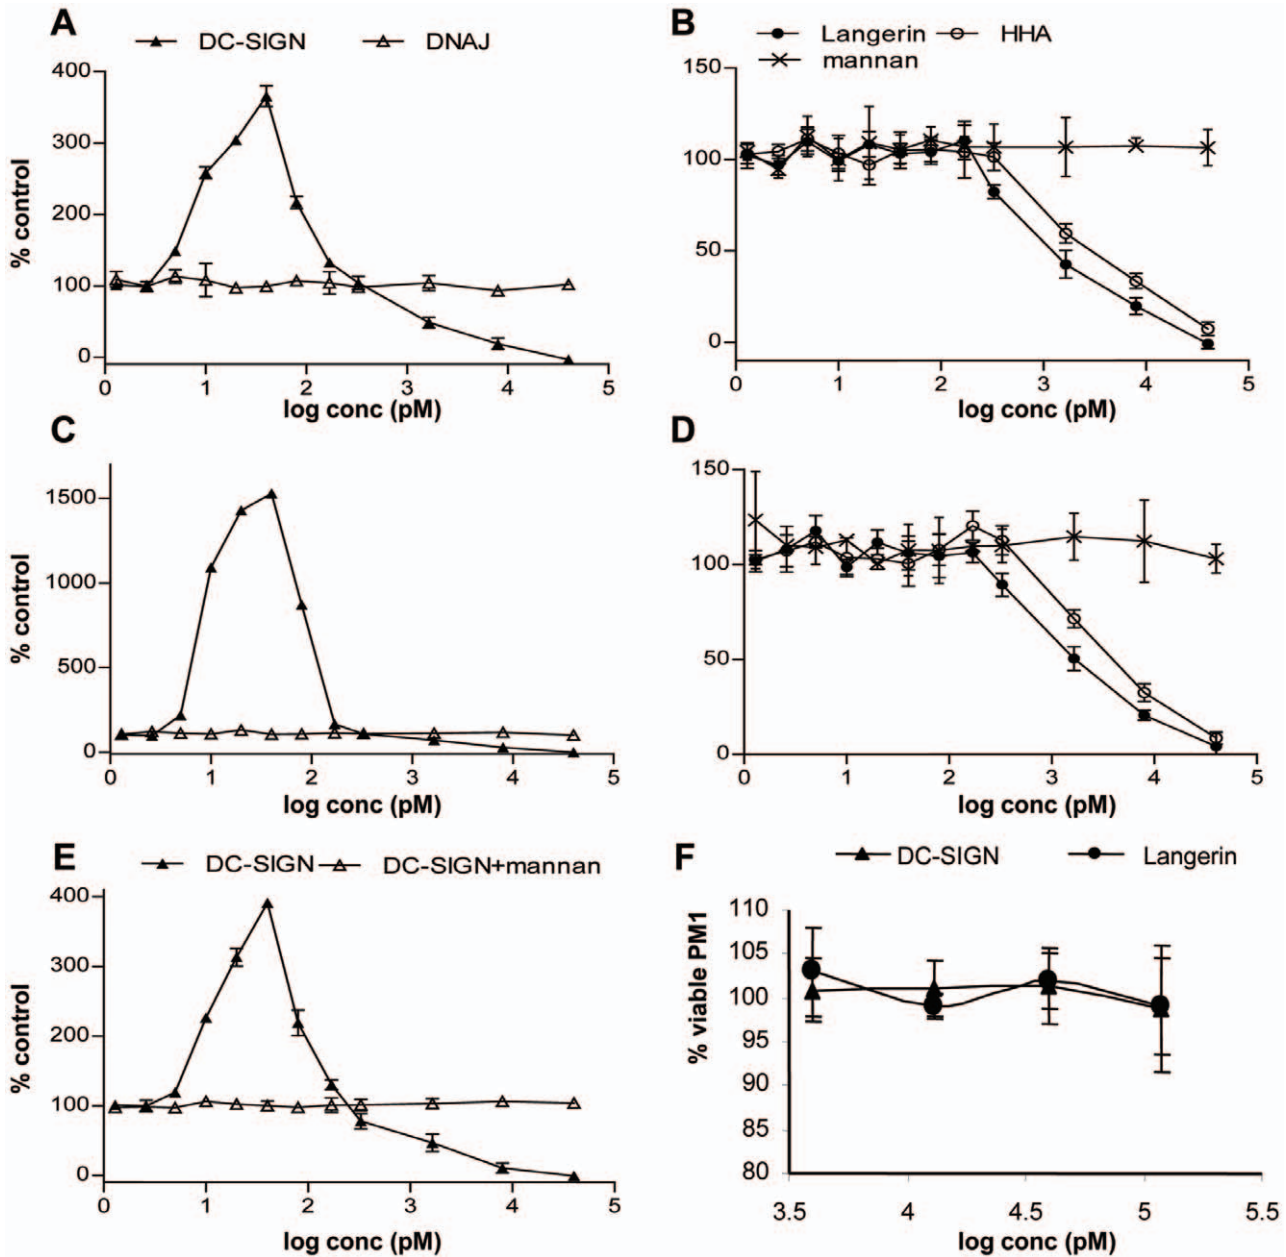 A
DC-SIGN DNAJ
400
300
200
100
0
% control
0 1 2 3 4 5
log conc (pM)
B
Langerin HHA
mannan
150
100
50
0
0 1 2 3 4 5
log conc (pM)
C
1500
1000
500
0
% control
0 1 2 3 4 5
log conc (pM)
D
150
100
50
0
0 1 2 3 4 5
log conc (pM)
E
DC-SIGN DC-SIGN+mannan
400
300
200
100
0
% control
0 1 2 3 4 5
log conc (pM)
F
DC-SIGN Langerin
110
105
100
95
90
85
80
% viable PM1
3.5 4 4.5 5 5.5
log conc (pM)